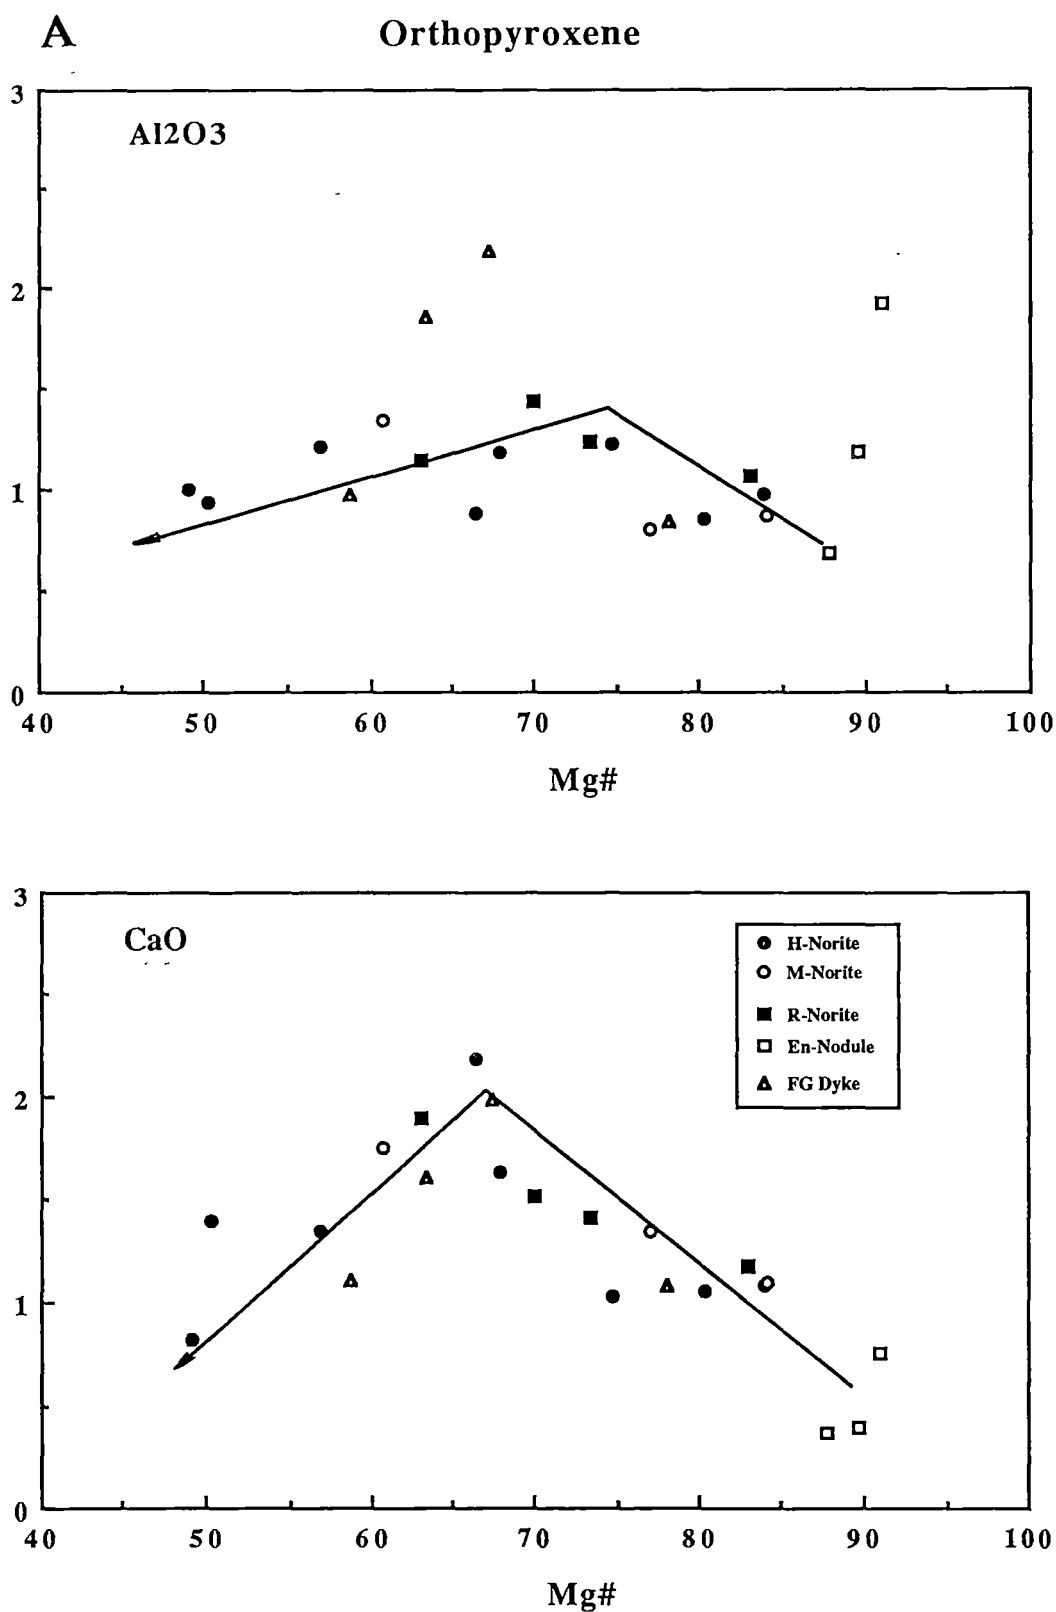 A
Orthopyroxene
3
Al2O3
2
1
0
40 50 60 70 80 90 100
Mg#
3
CaO
H-Norite
M-Norite
R-Norite
En-Nodule
FG Dyke
2
1
0
40 50 60 70 80 90 100
Mg#